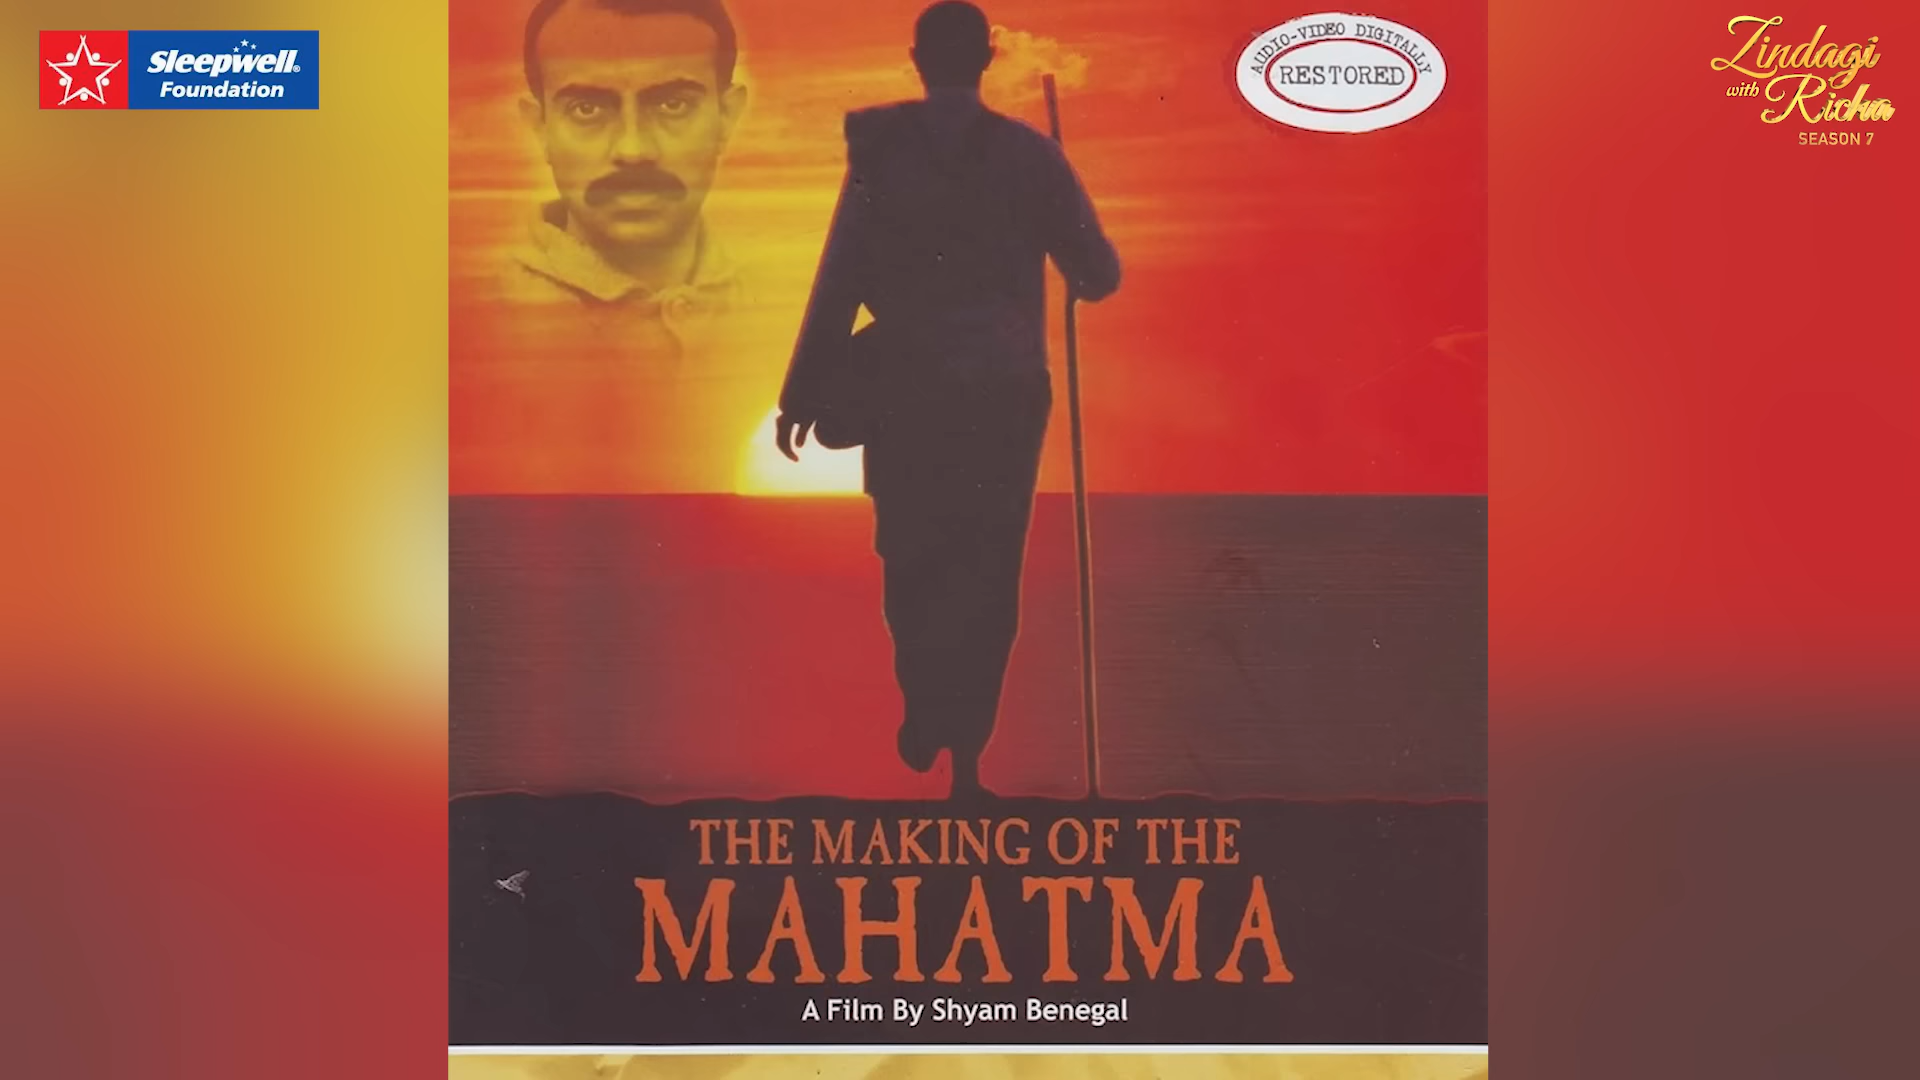 Sleepwell®
Foundation
AUDIO-VIDEO DIGITALLY
RESTORED
Zindagi
with Richa
SEASON 7
THE MAKING OF THE
MAHATMA
A Film By Shyam Benegal